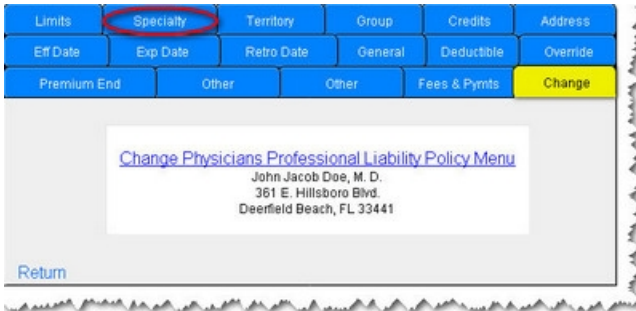 Limits Specialty Territory Group Credits Address
Eff Date Exp Date Retro Date General Deductible Override
Premium End Other Other Fees & Pymts Change
Change Physicians Professional Liability Policy Menu
John Jacob Doe, M. D.
361 E. Hillsboro Blvd.
Deerfield Beach, FL 33441
Return